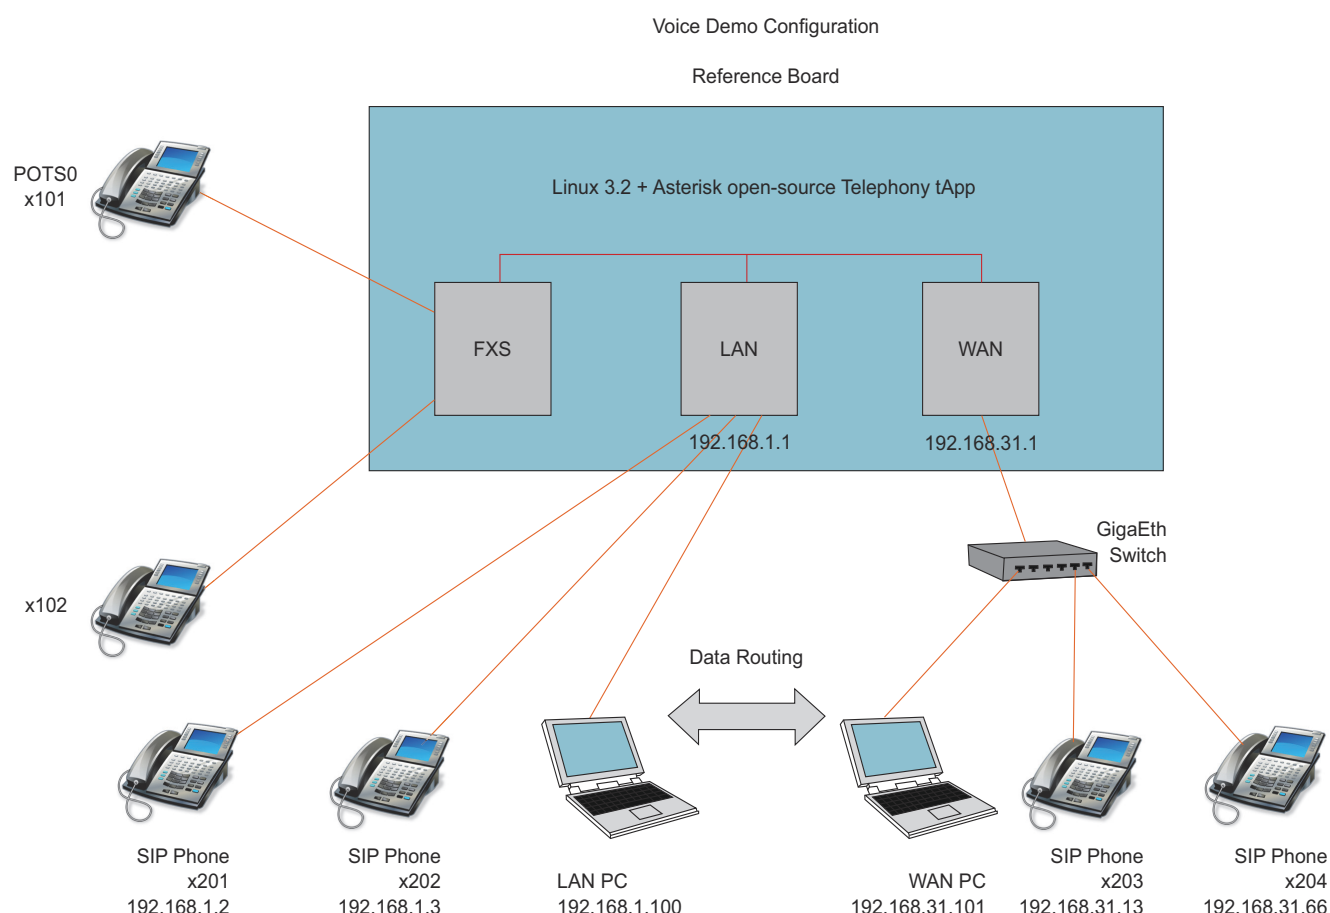 Voice Demo Configuration
Reference Board
POTS0
x101
Linux 3.2 + Asterisk open-source Telephony tApp
FXS
LAN
WAN
192.168.1.1
192.168.31.1
GigaEth
Switch
x102
Data Routing
SIP Phone
x201
192.168.1.2
SIP Phone
x202
192.168.1.3
LAN PC
192.168.1.100
WAN PC
192.168.31.101
SIP Phone
x203
192.168.31.13
SIP Phone
x204
192.168.31.66